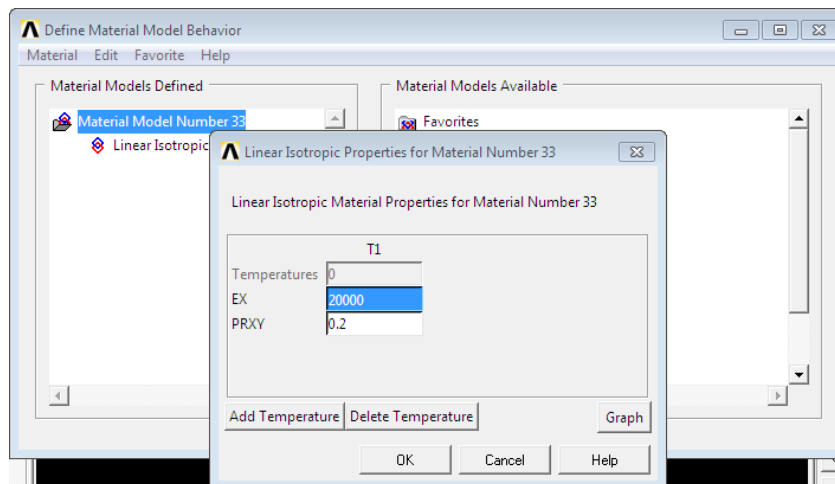 Define Material Model Behavior
Material Edit Favorite Help
Material Models Defined
Material Models Available
Material Model Number 33
Linear Isotropic
Favorites
Linear Isotropic Properties for Material Number 33
Linear Isotropic Material Properties for Material Number 33
T1
Temperatures 0
EX 20000
PRXY 0.2
Add Temperature Delete Temperature Graph
OK Cancel Help